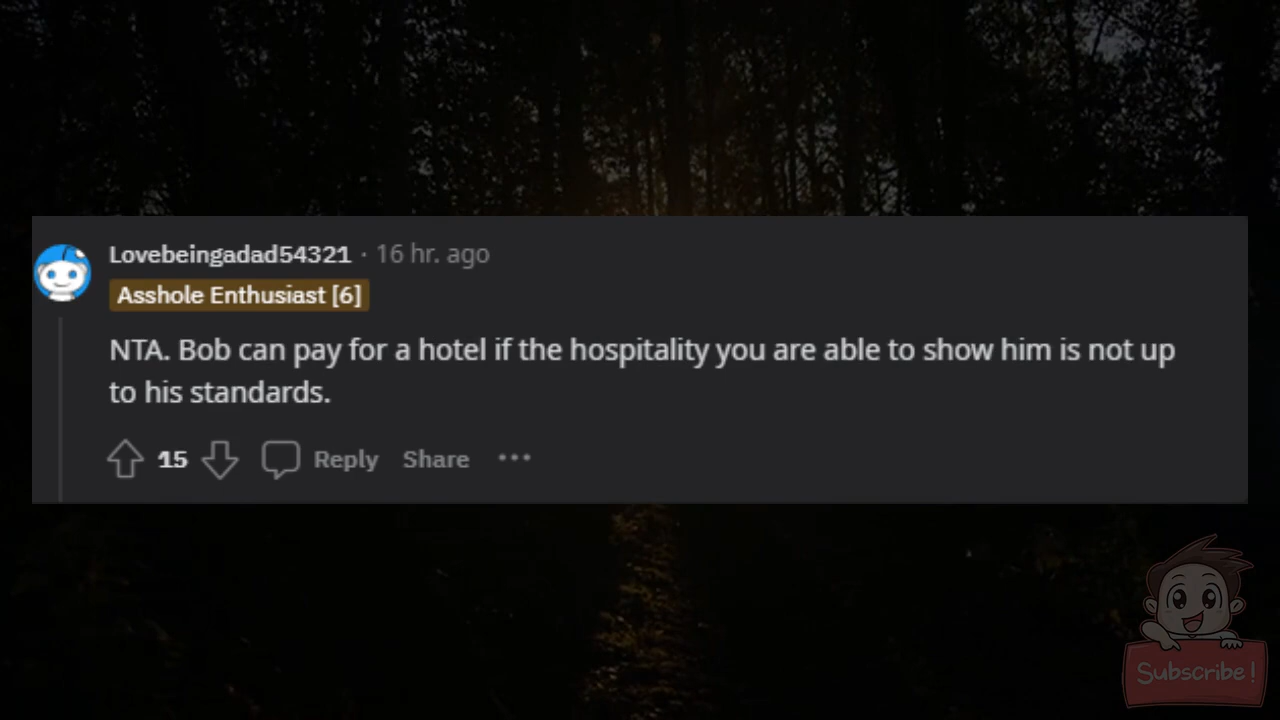 Lovebeingadad54321 · 16 hr. ago
Asshole Enthusiast [6]
NTA. Bob can pay for a hotel if the hospitality you are able to show him is not up
to his standards.
15 Reply Share ···
Subscribe!